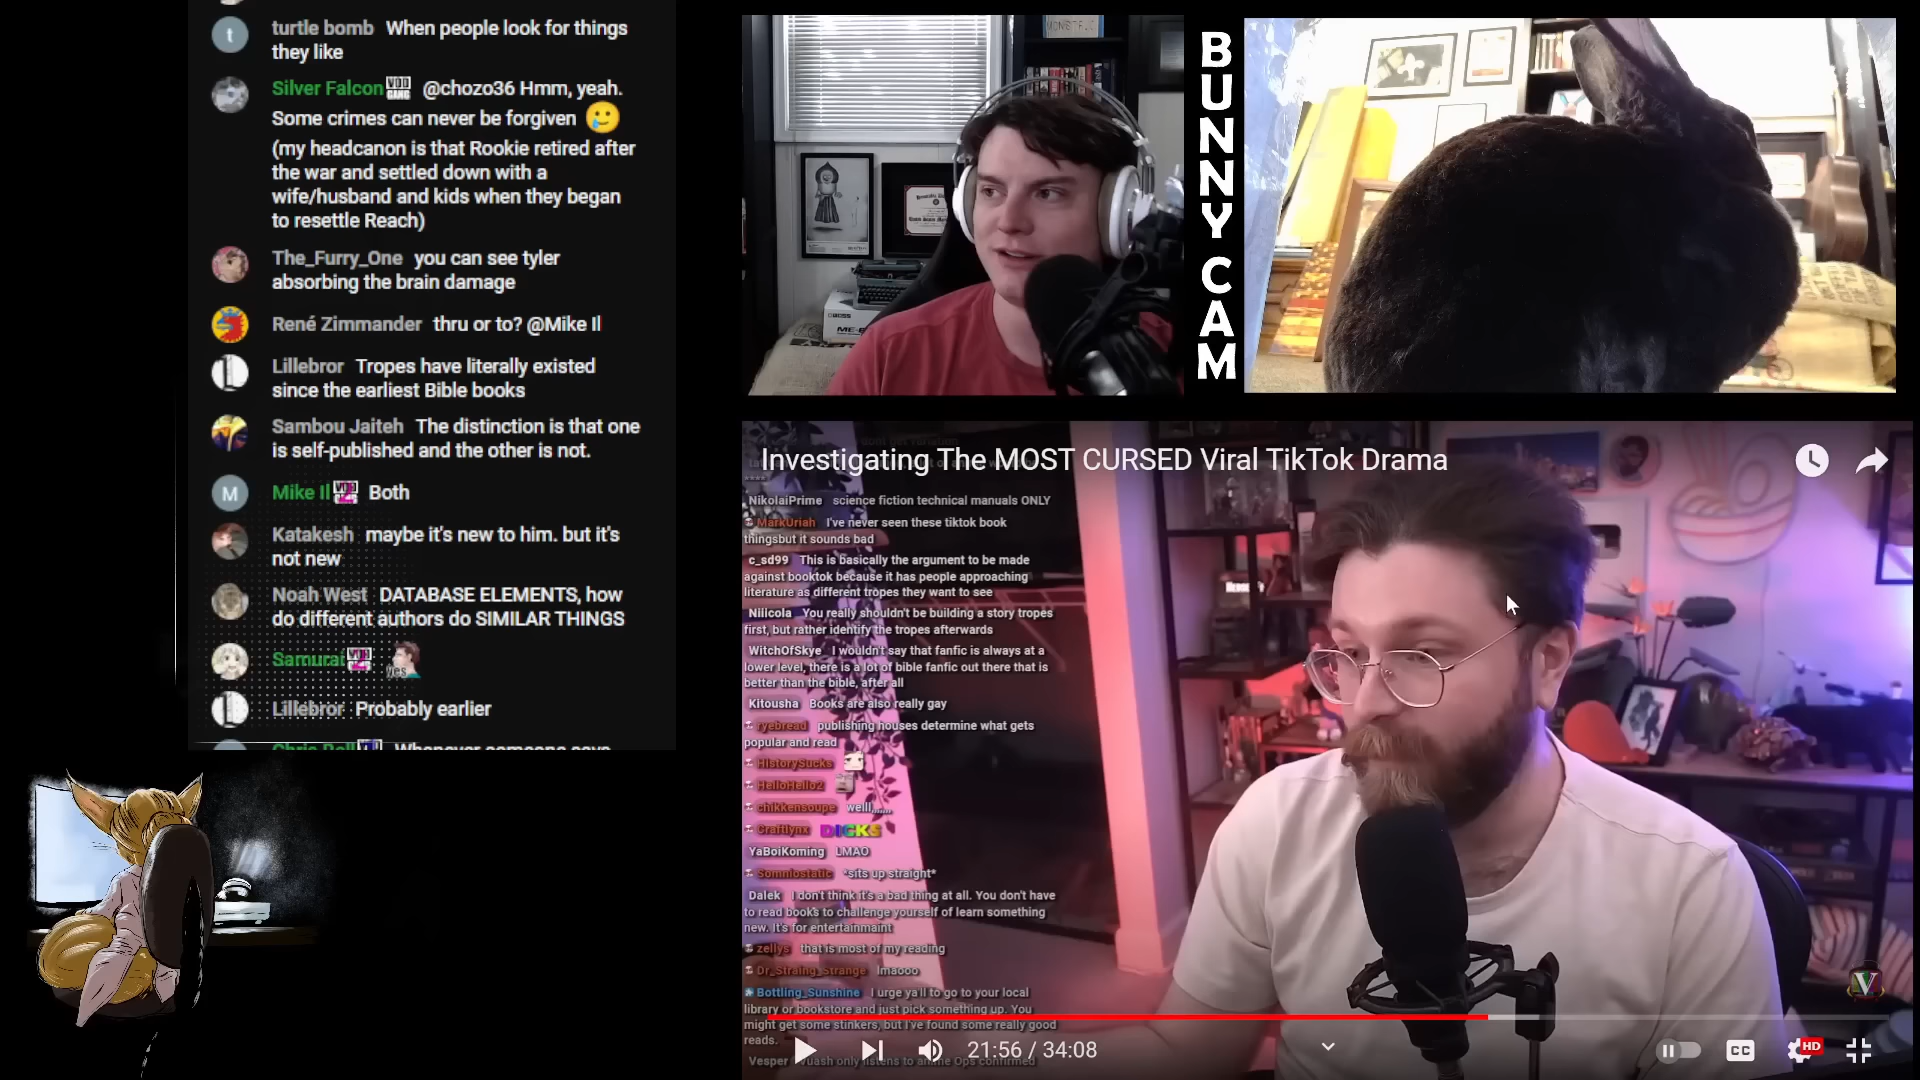 turtle bomb When people look for things
they like
Silver Falcon @chozo36 Hmm, yeah.
Some crimes can never be forgiven
(my headcanon is that Rookie retired after
the war and settled down with a
wife/husband and kids when they began
to resettle Reach)
The_Furry_One you can see tyler
absorbing the brain damage
René Zimmander thru or to? @Mike Il
Lillebror Tropes have literally existed
since the earliest Bible books
Sambou Jaiteh The distinction is that one
is self-published and the other is not.
M
Mike Il Both
Katakesh maybe it's new to him. but it's
not new
Noah West DATABASE ELEMENTS, how
do different authors do SIMILAR THINGS
Samurai yes
Lillebror Probably earlier
BUNNY CAM
Investigating The MOST CURSED Viral TikTok Drama
NikolaiPrime science fiction technical manuals ONLY
MarkUriah I've never seen these tiktok book
thingsbut it sounds bad
c_sd99 This is basically the argument to be made
against booktok because it has people approaching
literature as different tropes they want to see
Niiicola You really shouldn't be building a story tropes
first, but rather identify the tropes afterwards
WitchOfSkye I wouldn't say that fanfic is always at a
lower level, there is a lot of bible fanfic out there that is
better than the bible, after all
Kitousha Books are also really gay
ryebread publishing houses determine what gets
popular and read
HistorySucks
HelloHello2
chikkensoupe welll,,,,,,,
Craftlynx DICKS
YaBoiKoming LMAO
Somniostatic *sits up straight*
Dalek I don't think it's a bad thing at all. You don't have
to read books to challenge yourself of learn something
new. It's for entertainmaint
zellys that is most of my reading
Dr_Straing_Strange lmaooo
Bottling_Sunshine I urge ya'll to go to your local
library or bookstore and just pick something up. You
might get some stinkers, but I've found some really good
reads.
21:56 / 34:08
CC
HD